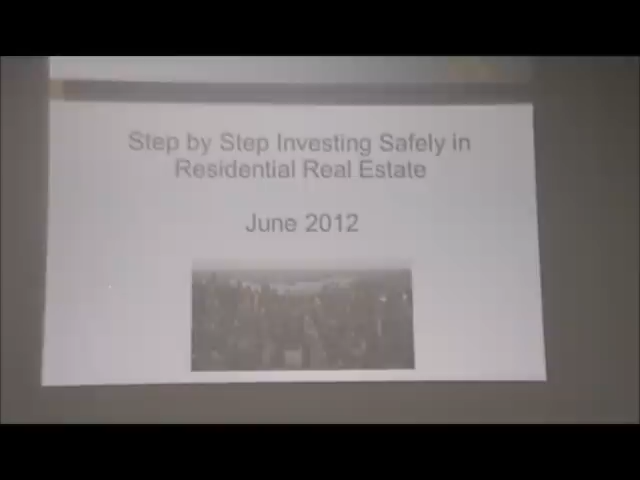 Step by Step Investing Safely in
Residential Real Estate
June 2012